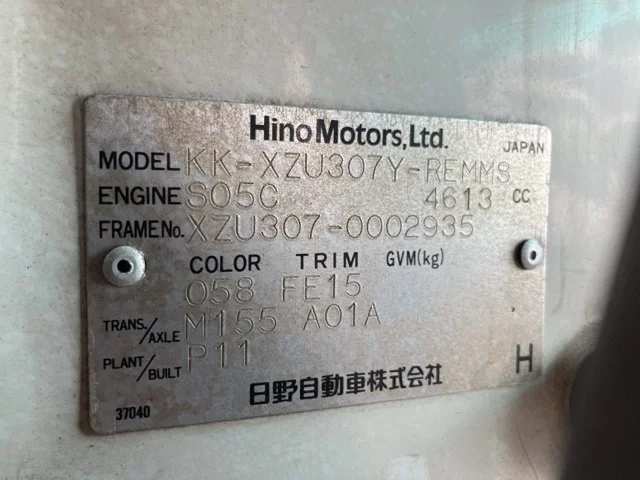 Hino Motors, Ltd. JAPAN
MODEL KK-XZU307Y-REMMS
ENGINE S05C 4613 CC
FRAME No. XZU307-0002935
COLOR TRIM GVM(kg)
058 FE15
TRANS./AXLE M155 A01A
PLANT/BUILT P11
H
日野自動車株式会社
37040